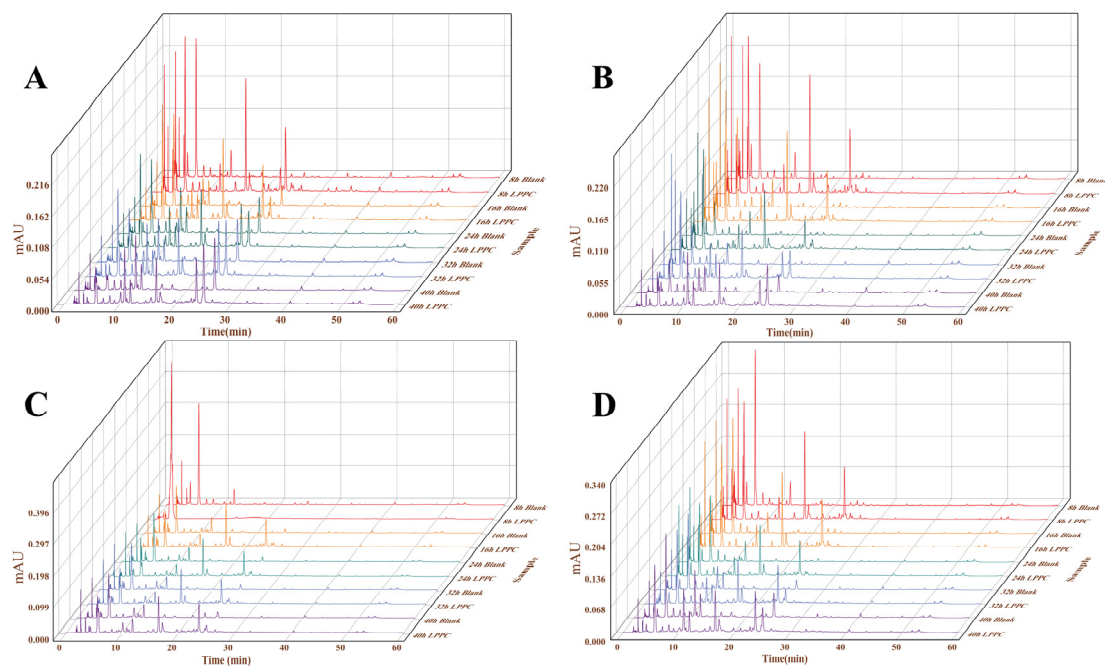 A
0.216
0.162
0.108
0.054
0.000
mAU
0 10 20 30 40 50 60
Time(min)
8h Blank
8h LPPC
16h Blank
16h LPPC
24h Blank
24h LPPC
32h Blank
32h LPPC
40h Blank
40h LPPC
Sample
B
0.220
0.165
0.110
0.055
0.000
mAU
0 10 20 30 40 50 60
Time(min)
8h Blank
8h LPPC
16h Blank
16h LPPC
24h Blank
24h LPPC
32h Blank
32h LPPC
40h Blank
40h LPPC
Sample
C
0.396
0.297
0.198
0.099
0.000
mAU
0 10 20 30 40 50 60
Time (min)
8h Blank
8h LPPC
16h Blank
16h LPPC
24h Blank
24h LPPC
32h Blank
32h LPPC
40h Blank
40h LPPC
Sample
D
0.340
0.272
0.204
0.136
0.068
0.000
mAU
0 10 20 30 40 50 60
Time(min)
8h Blank
8h LPPC
16h Blank
16h LPPC
24h Blank
24h LPPC
32h Blank
32h LPPC
40h Blank
40h LPPC
Sample